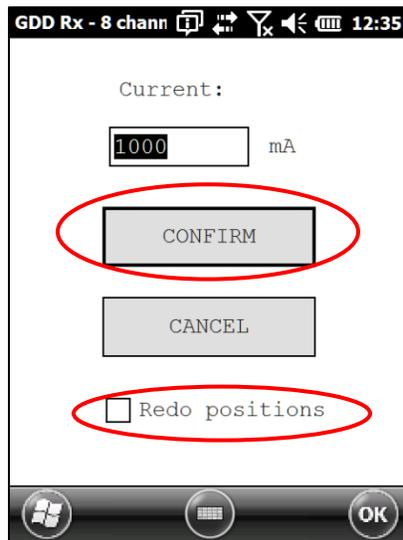 GDD Rx - 8 chann 12:35
Current:
1000 mA
CONFIRM
CANCEL
Redo positions
OK